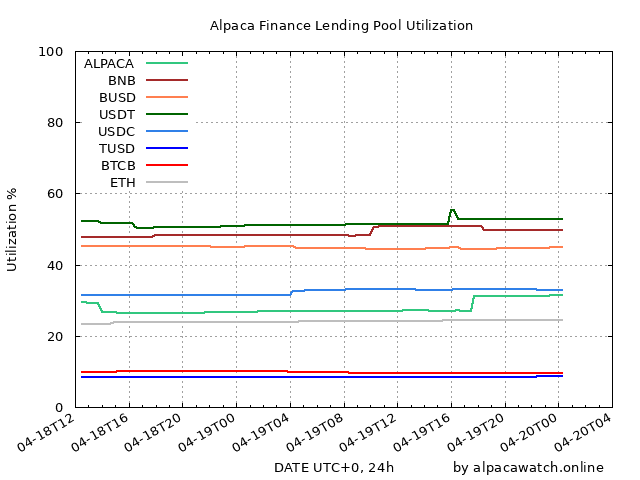 Alpaca Finance Lending Pool Utilization
100
80
60
40
20
0
Utilization %
ALPACA
BNB
BUSD
USDT
USDC
TUSD
BTCB
ETH
04-18T12
04-18T16
04-18T20
04-19T00
04-19T04
04-19T08
04-19T12
04-19T16
04-19T20
04-20T00
04-20T04
DATE UTC+0, 24h
by alpacawatch.online